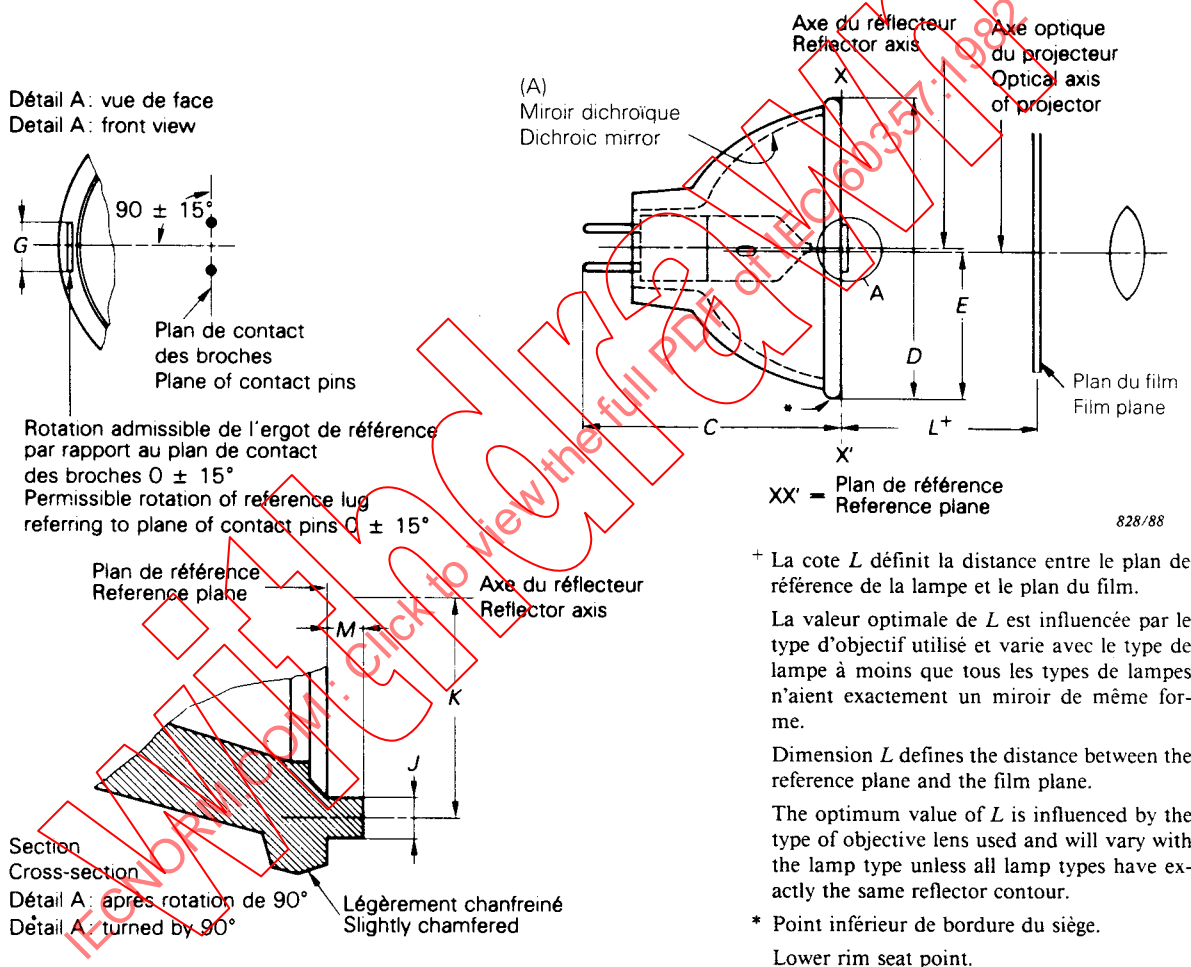 Détail A: vue de face
Detail A: front view
90 ± 15°
G
Plan de contact
des broches
Plane of contact pins
Rotation admissible de l'ergot de référence
par rapport au plan de contact
des broches 0 ± 15°
Permissible rotation of reference lug
referring to plane of contact pins 0 ± 15°
Axe du réflecteur
Reflector axis
Axe optique
du projecteur
Optical axis
of projector
X
(A)
Miroir dichroïque
Dichroic mirror
A
E
D
*
C
L+
X'
Plan du film
Film plane
XX' = Plan de référence
Reference plane
828/88
Plan de référence
Reference plane
Axe du réflecteur
Reflector axis
M
K
J
Section
Cross-section
Détail A: après rotation de 90°
Detail A: turned by 90°
Légèrement chanfreiné
Slightly chamfered
+ La cote L définit la distance entre le plan de
référence de la lampe et le plan du film.
La valeur optimale de L est influencée par le
type d'objectif utilisé et varie avec le type de
lampe à moins que tous les types de lampes
n'aient exactement un miroir de même for-
me.
Dimension L defines the distance between the
reference plane and the film plane.
The optimum value of L is influenced by the
type of objective lens used and will vary with
the lamp type unless all lamp types have ex-
actly the same reflector contour.
* Point inférieur de bordure du siège.
Lower rim seat point.
Withdrawn
IECNORM.COM : Click to view the full PDF of IEC 60357:1982